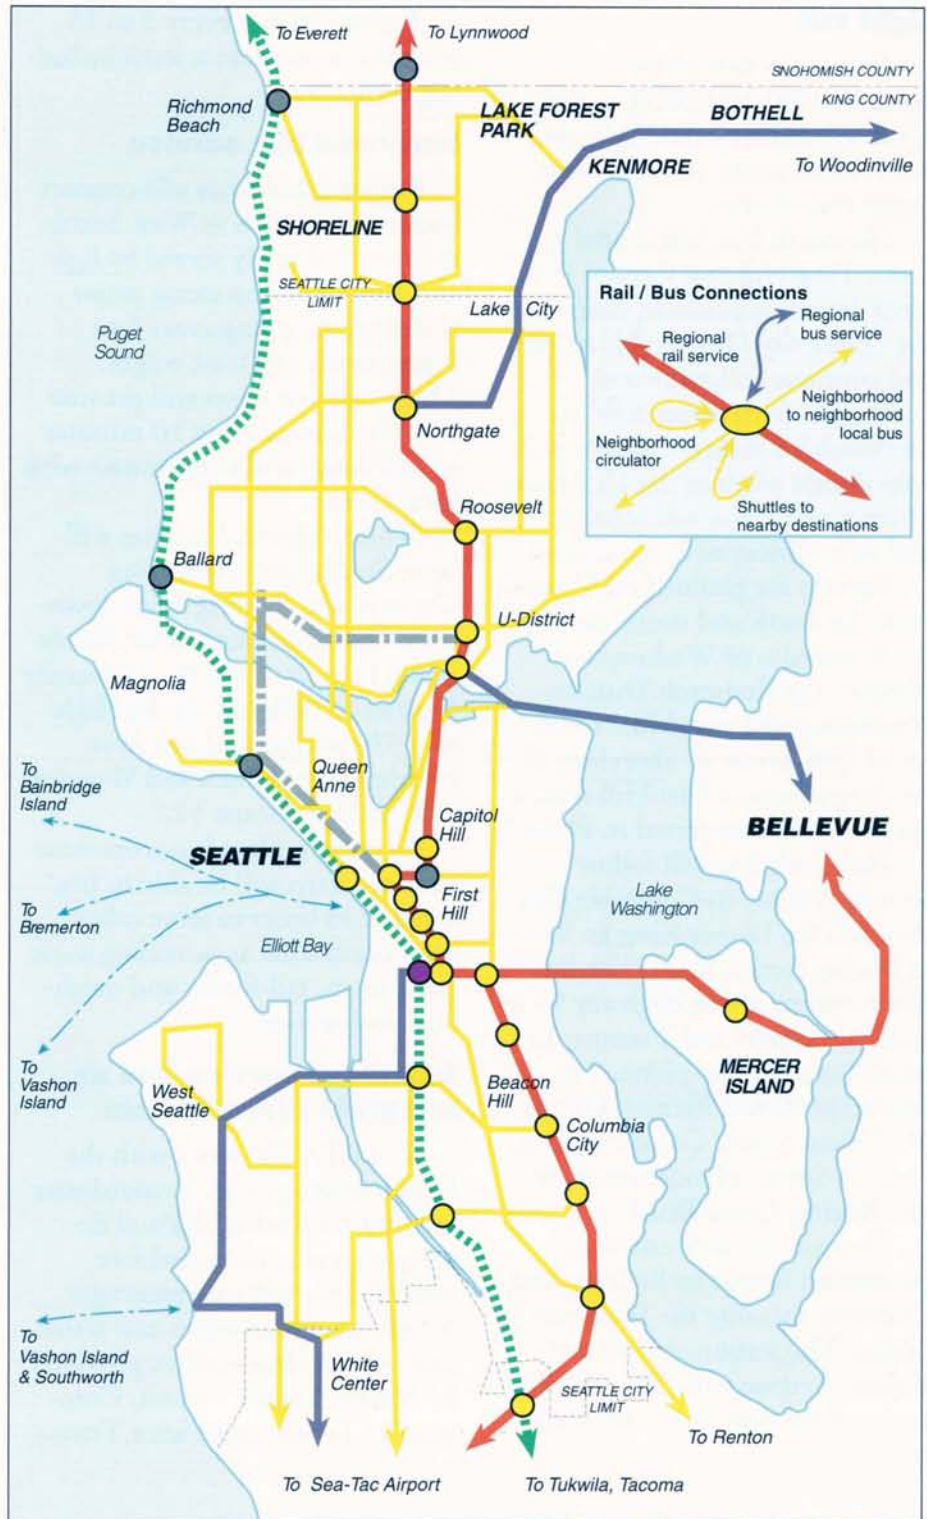 To Everett
To Lynnwood
SNOHOMISH COUNTY
KING COUNTY
Richmond
Beach
LAKE FOREST
PARK
BOTHELL
KENMORE
To Woodinville
SHORELINE
SEATTLE CITY
LIMIT
Lake City
Puget
Sound
Rail / Bus Connections
Regional
rail service
Regional
bus service
Neighborhood
to neighborhood
local bus
Neighborhood
circulator
Shuttles to
nearby destinations
Northgate
Roosevelt
Ballard
U-District
Magnolia
To
Bainbridge
Island
Queen
Anne
Capitol
Hill
BELLEVUE
SEATTLE
First
Hill
Lake
Washington
To
Bremerton
Elliott Bay
To
Vashon
Island
West
Seattle
Beacon
Hill
MERCER
ISLAND
Columbia
City
To
Vashon Island
& Southworth
White
Center
SEATTLE CITY
LIMIT
To Renton
To Sea-Tac Airport
To Tukwila, Tacoma